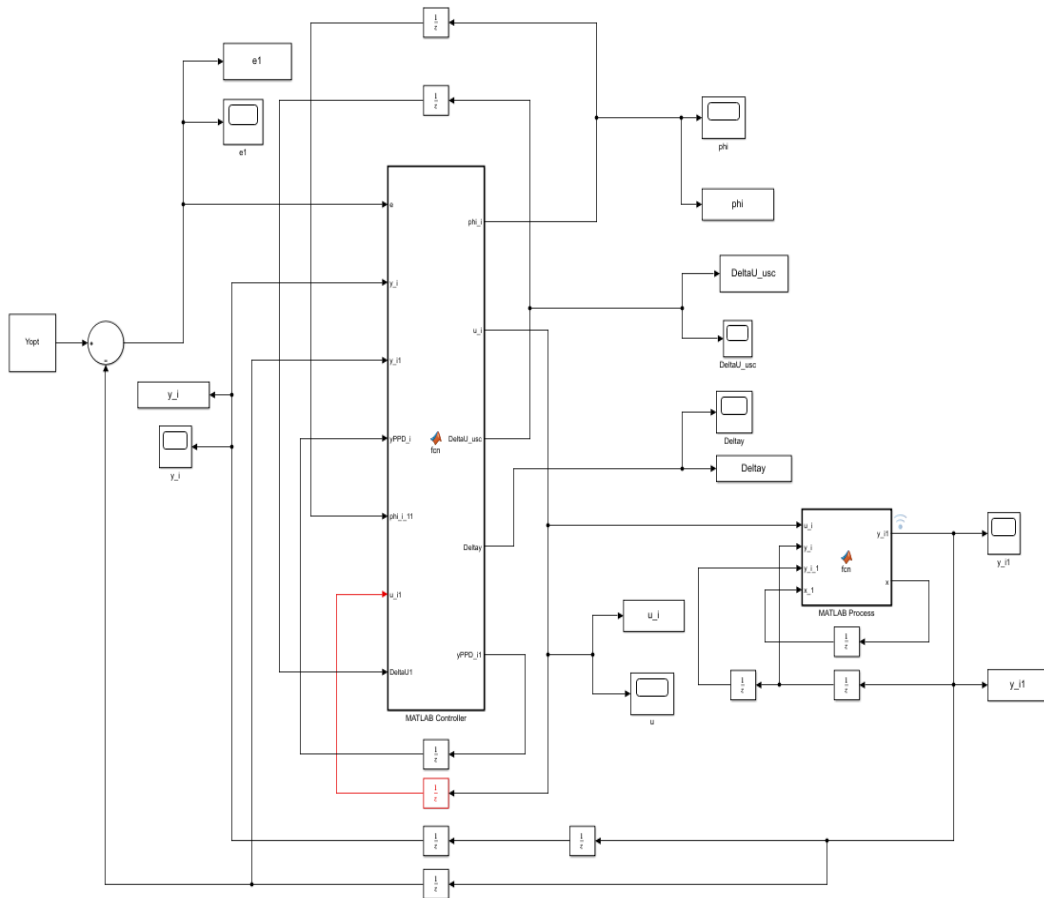 1/z
e1
1/z
e1
phi
e
phi_i
phi
DeltaU_usc
y_i
u_i
Yopt
+
-
y_i1
DeltaU_usc
y_i
Deltay
y_i
yPPD_i
fcn
DeltaU_usc
Deltay
phi_i_11
u_i
y_i1
Deltay
y_i
y_i_1
fcn
y_i1
x
x_1
MATLAB Process
u_i1
u_i
1/z
yPPD_i1
DeltaU1
1/z
1/z
y_i1
MATLAB Controller
u
1/z
1/z
1/z
1/z
1/z